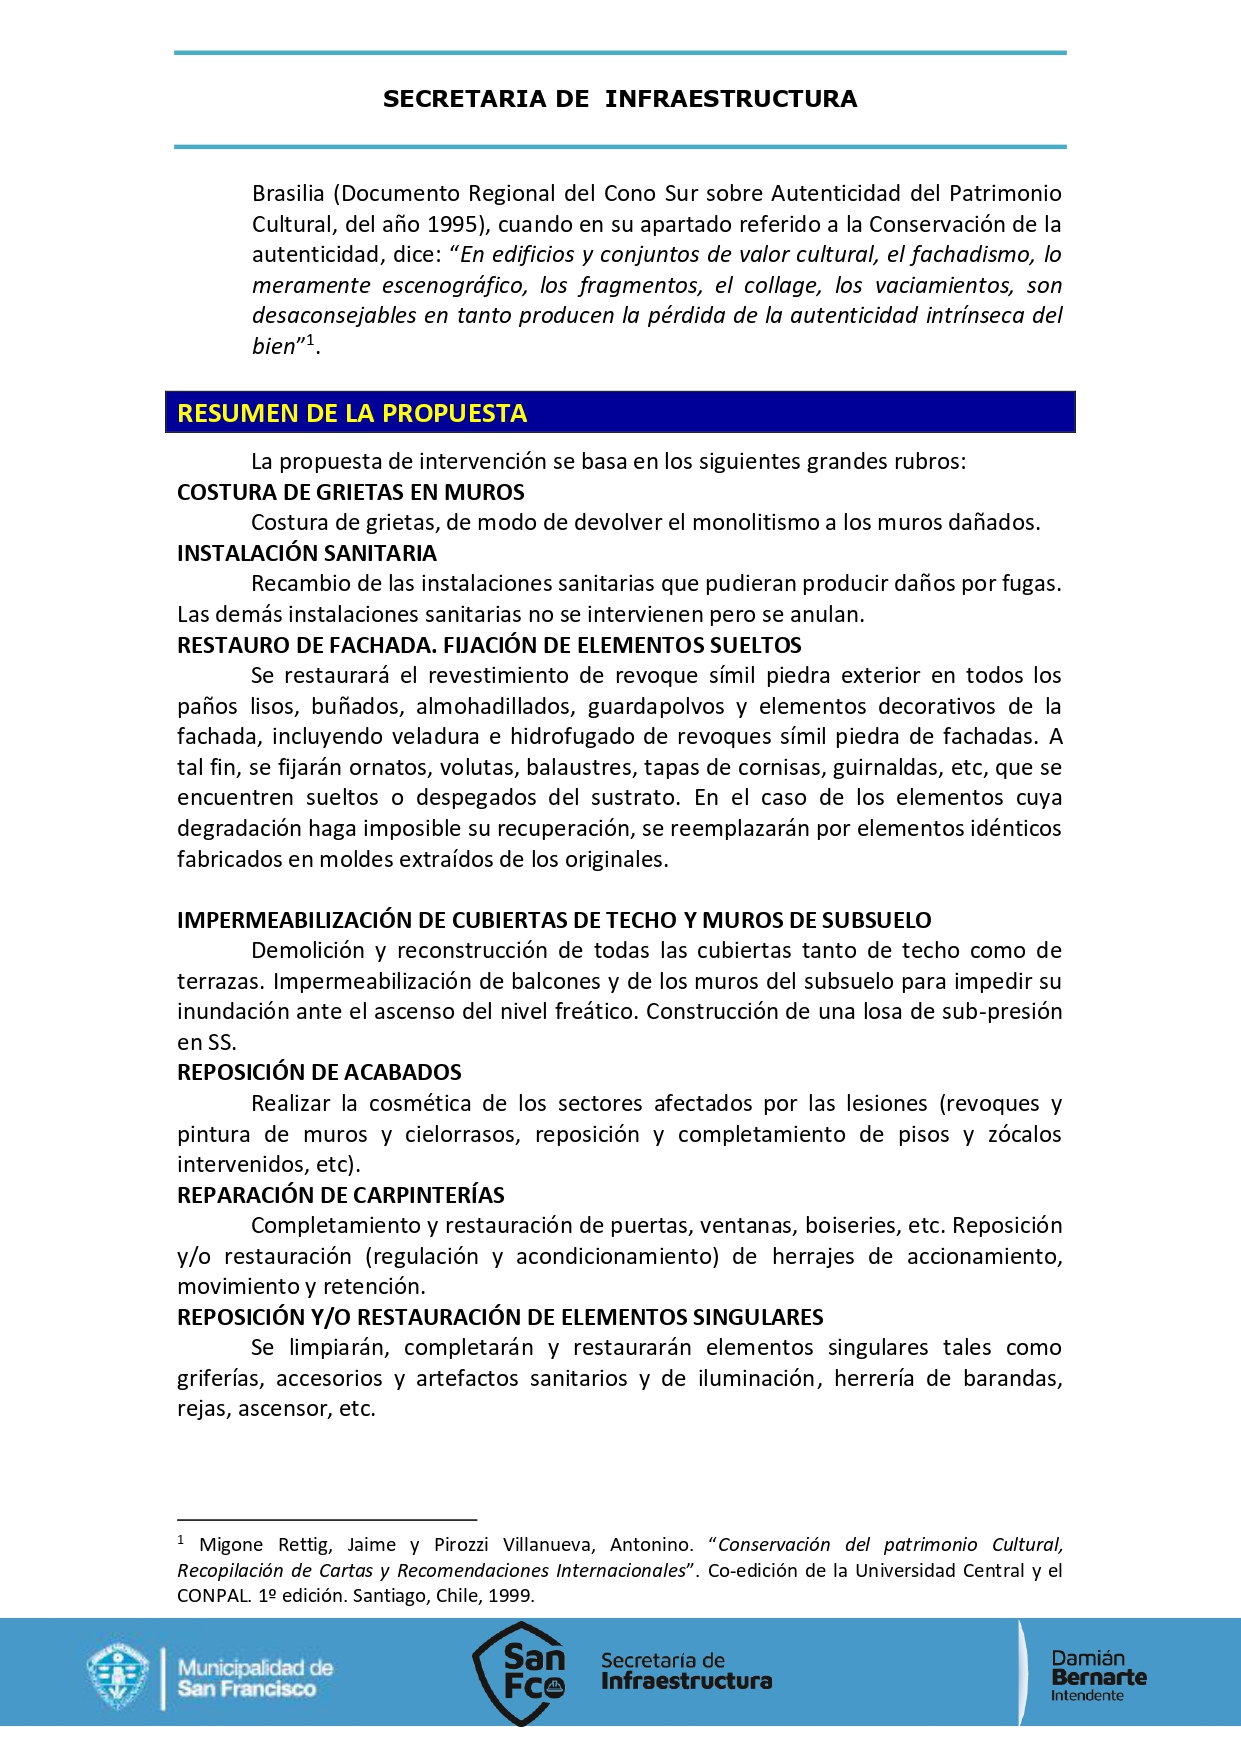 SECRETARIA DE  INFRAESTRUCTURA
Brasilia (Documento Regional del Cono Sur sobre Autenticidad del Patrimonio
Cultural, del año 1995), cuando en su apartado referido a la Conservación de la
autenticidad, dice: “En edificios y conjuntos de valor cultural, el fachadismo, lo
meramente escenográfico, los fragmentos, el collage, los vaciamientos, son
desaconsejables en tanto producen la pérdida de la autenticidad intrínseca del
bien”1.
RESUMEN DE LA PROPUESTA
La propuesta de intervención se basa en los siguientes grandes rubros:
COSTURA DE GRIETAS EN MUROS
Costura de grietas, de modo de devolver el monolitismo a los muros dañados.
INSTALACIÓN SANITARIA
Recambio de las instalaciones sanitarias que pudieran producir daños por fugas.
Las demás instalaciones sanitarias no se intervienen pero se anulan.
RESTAURO DE FACHADA. FIJACIÓN DE ELEMENTOS SUELTOS
Se restaurará el revestimiento de revoque símil piedra exterior en todos los
paños lisos, buñados, almohadillados, guardapolvos y elementos decorativos de la
fachada, incluyendo veladura e hidrofugado de revoques símil piedra de fachadas. A
tal fin, se fijarán ornatos, volutas, balaustres, tapas de cornisas, guirnaldas, etc, que se
encuentren sueltos o despegados del sustrato. En el caso de los elementos cuya
degradación haga imposible su recuperación, se reemplazarán por elementos idénticos
fabricados en moldes extraídos de los originales.
IMPERMEABILIZACIÓN DE CUBIERTAS DE TECHO Y MUROS DE SUBSUELO
Demolición y reconstrucción de todas las cubiertas tanto de techo como de
terrazas. Impermeabilización de balcones y de los muros del subsuelo para impedir su
inundación ante el ascenso del nivel freático. Construcción de una losa de sub-presión
en SS.
REPOSICIÓN DE ACABADOS
Realizar la cosmética de los sectores afectados por las lesiones (revoques y
pintura de muros y cielorrasos, reposición y completamiento de pisos y zócalos
intervenidos, etc).
REPARACIÓN DE CARPINTERÍAS
Completamiento y restauración de puertas, ventanas, boiseries, etc. Reposición
y/o restauración (regulación y acondicionamiento) de herrajes de accionamiento,
movimiento y retención.
REPOSICIÓN Y/O RESTAURACIÓN DE ELEMENTOS SINGULARES
Se limpiarán, completarán y restaurarán elementos singulares tales como
griferías, accesorios y artefactos sanitarios y de iluminación, herrería de barandas,
rejas, ascensor, etc.
1 Migone Rettig, Jaime y Pirozzi Villanueva, Antonino. “Conservación del patrimonio Cultural,
Recopilación de Cartas y Recomendaciones Internacionales”. Co-edición de la Universidad Central y el
CONPAL. 1º edición. Santiago, Chile, 1999.
Municipalidad de
San Francisco
San
Fco
Secretaría de
Infraestructura
Damián
Bernarte
Intendente